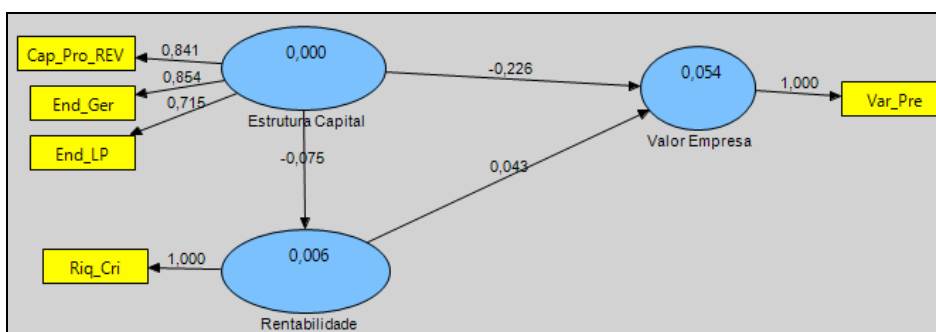 Cap_Pro_REV
0,841
0,000
0,854
End_Ger
0,715
Estrutura Capital
End_LP
-0,226
0,054
1,000
Var_Pre
Valor Empresa
-0,075
0,043
Riq_Cri
1,000
0,006
Rentabilidade